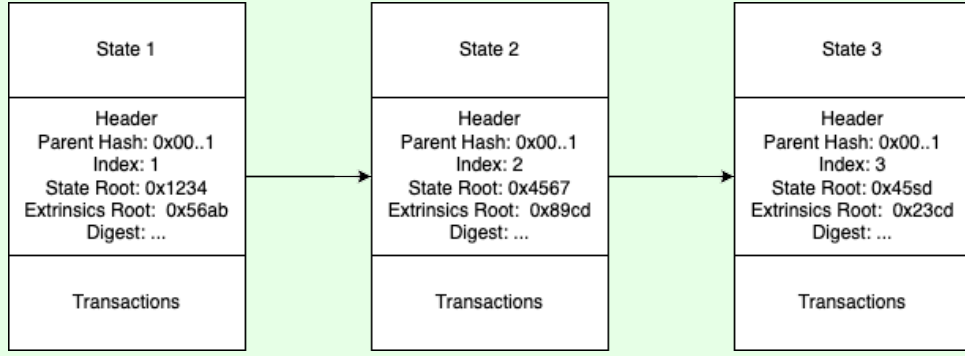 State 1
Header
Parent Hash: 0x00..1
Index: 1
State Root: 0x1234
Extrinsics Root: 0x56ab
Digest: ...
Transactions
State 2
Header
Parent Hash: 0x00..1
Index: 2
State Root: 0x4567
Extrinsics Root: 0x89cd
Digest: ...
Transactions
State 3
Header
Parent Hash: 0x00..1
Index: 3
State Root: 0x45sd
Extrinsics Root: 0x23cd
Digest: ...
Transactions